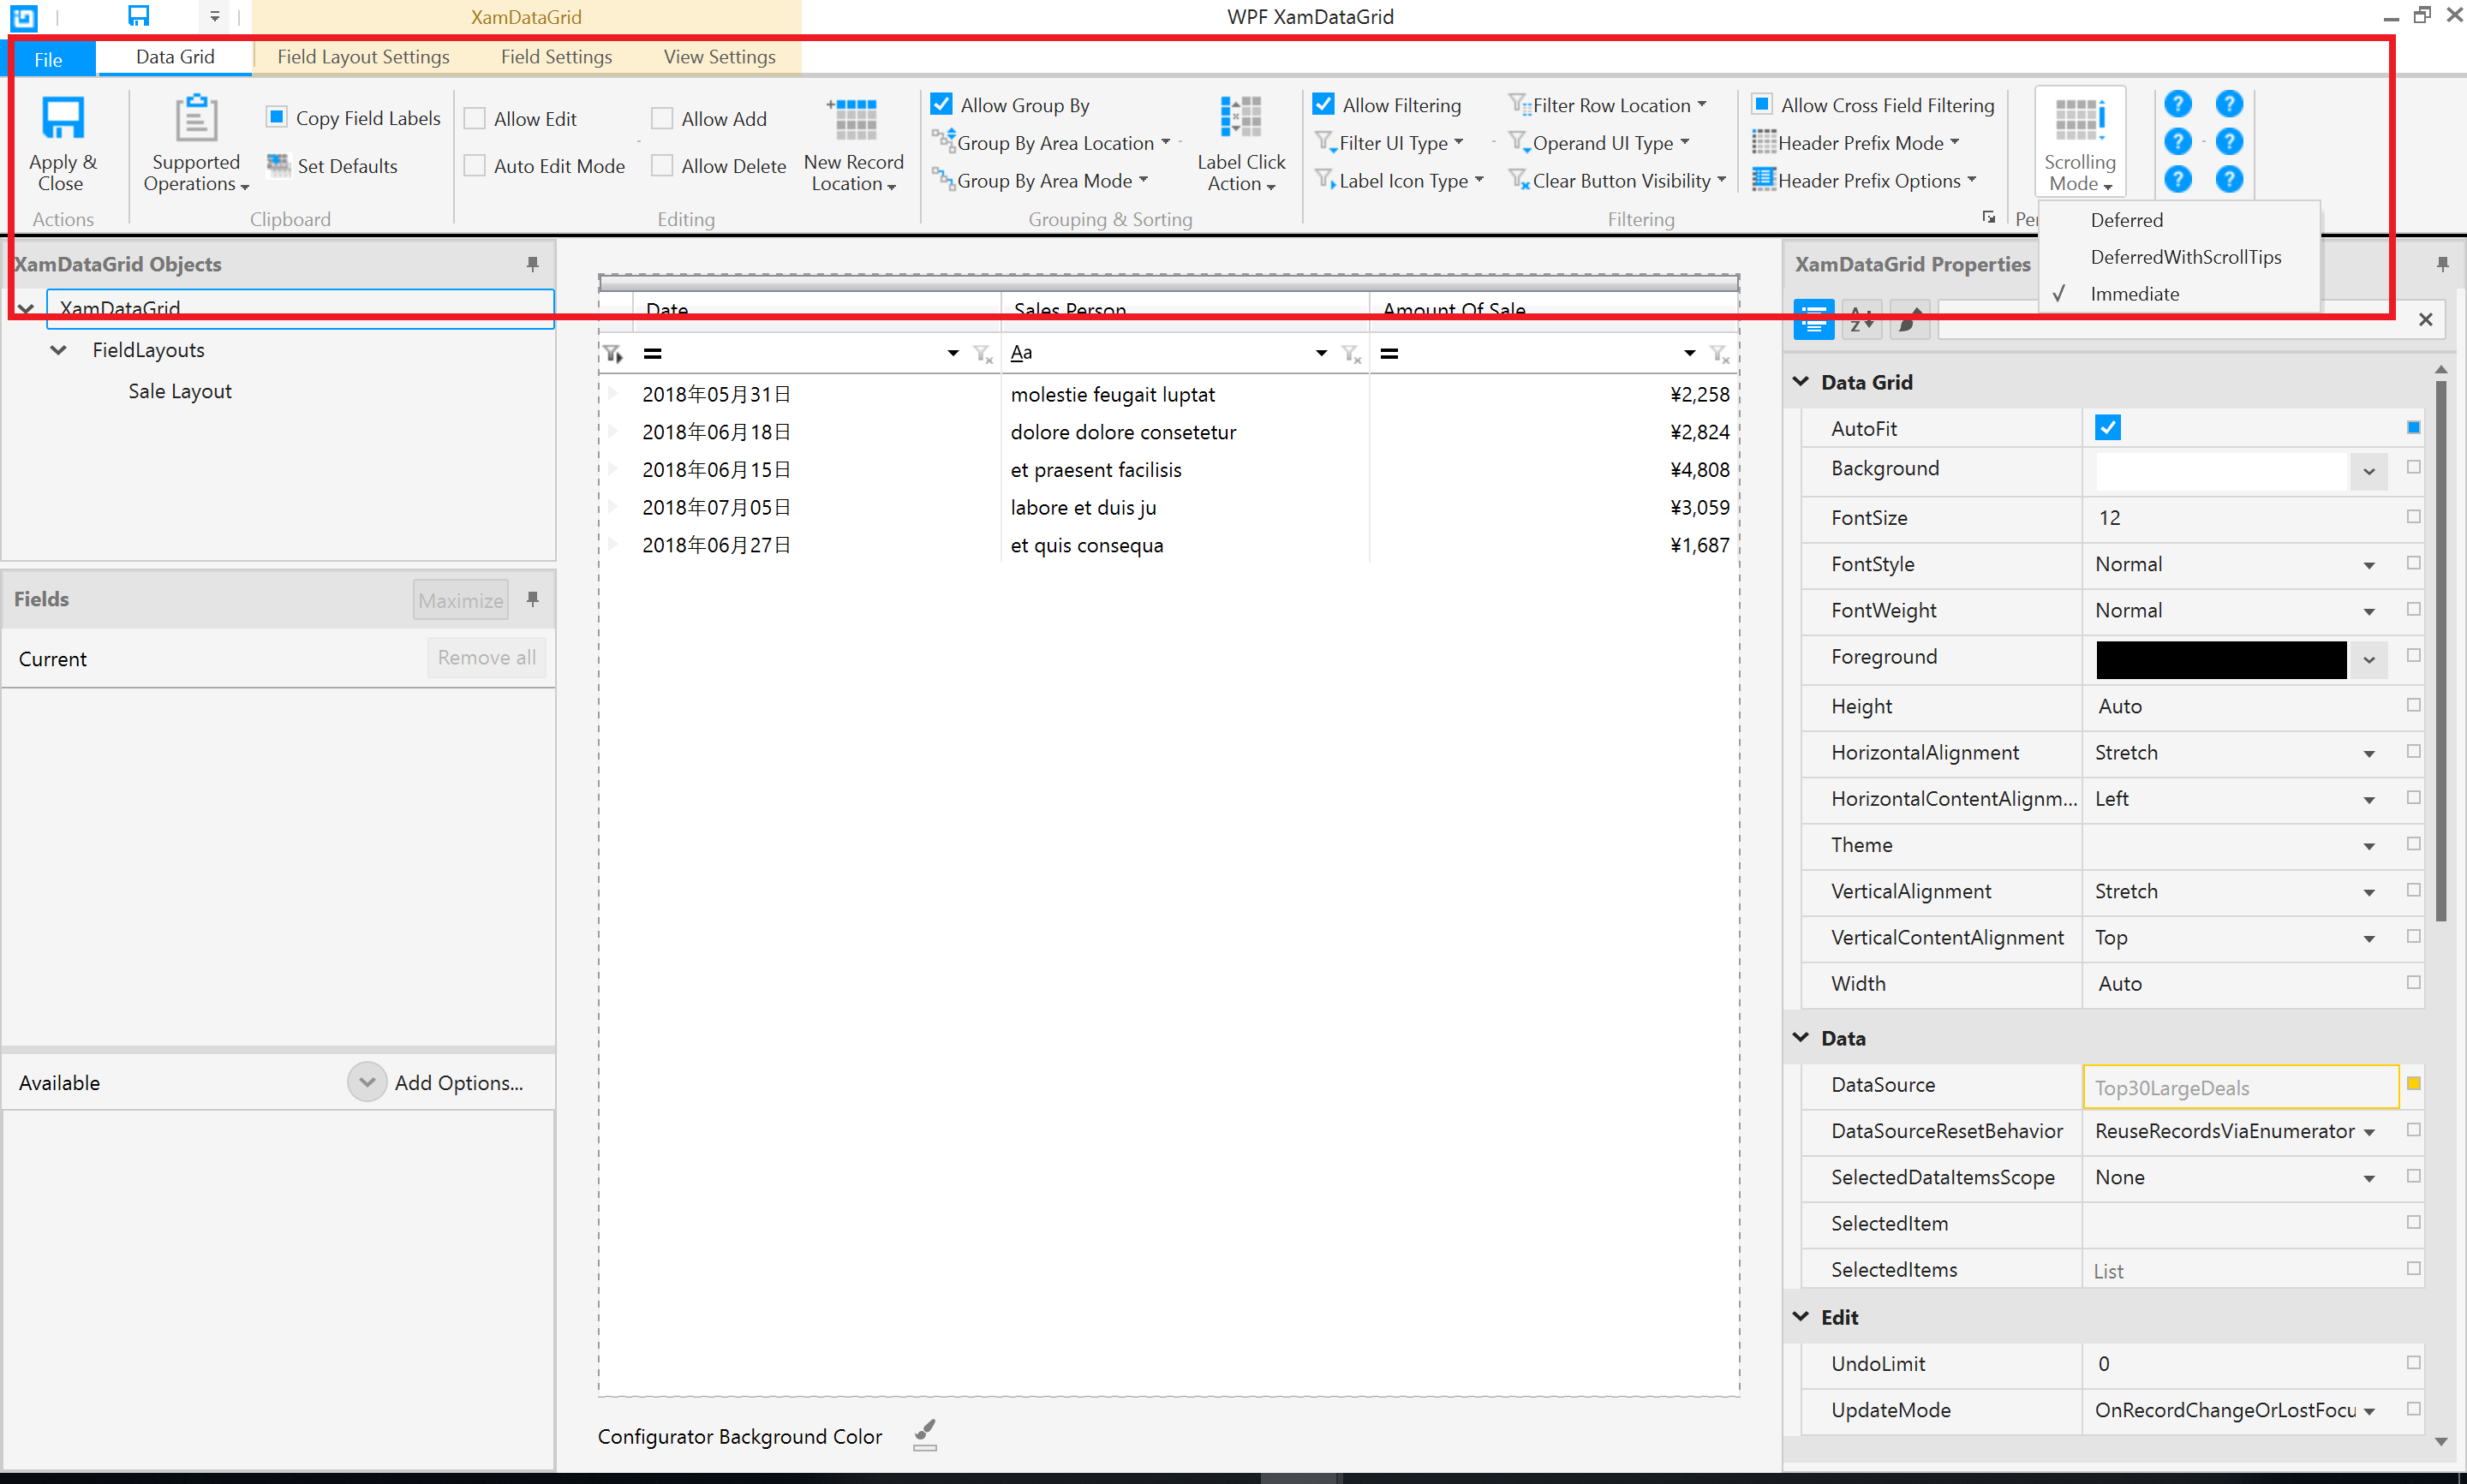 XamDataGrid
WPF XamDataGrid
File
Data Grid
Field Layout Settings
Field Settings
View Settings
Apply &
Close
Actions
Supported
Operations
Copy Field Labels
Set Defaults
Clipboard
Allow Edit
Allow Add
Auto Edit Mode
Allow Delete
New Record
Location
Editing
Allow Group By
Group By Area Location
Group By Area Mode
Label Click
Action
Grouping & Sorting
Allow Filtering
Filter UI Type
Label Icon Type
Filter Row Location
Operand UI Type
Clear Button Visibility
Allow Cross Field Filtering
Header Prefix Mode
Header Prefix Options
Filtering
Scrolling
Mode
Deferred
DeferredWithScrollTips
√ Immediate
XamDataGrid Objects
XamDataGrid
FieldLayouts
Sale Layout
Fields
Maximize
Current
Remove all
Available
Add Options...
Date
Sales Person
Amount Of Sale
= Aa =
2018年05月31日 molestie feugait luptat ¥2,258
2018年06月18日 dolore dolore consetetur ¥2,824
2018年06月15日 et praesent facilisis ¥4,808
2018年07月05日 labore et duis ju ¥3,059
2018年06月27日 et quis consequa ¥1,687
Configurator Background Color
XamDataGrid Properties
Data Grid
AutoFit
Background
FontSize 12
FontStyle Normal
FontWeight Normal
Foreground
Height Auto
HorizontalAlignment Stretch
HorizontalContentAlignm... Left
Theme
VerticalAlignment Stretch
VerticalContentAlignment Top
Width Auto
Data
DataSource Top30LargeDeals
DataSourceResetBehavior ReuseRecordsViaEnumerator
SelectedDataItemsScope None
SelectedItem
SelectedItems List
Edit
UndoLimit 0
UpdateMode OnRecordChangeOrLostFocu